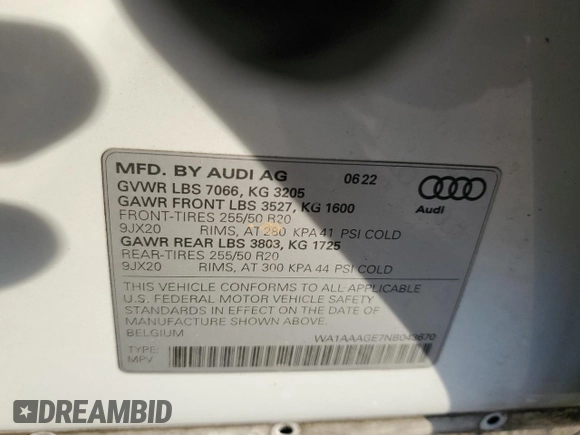 MFD. BY AUDI AG 06 22
GVWR LBS 7066, KG 3205
GAWR FRONT LBS 3527, KG 1600
FRONT-TIRES 255/50 R20
9JX20 RIMS, AT 280 KPA 41 PSI COLD
GAWR REAR LBS 3803, KG 1725
REAR-TIRES 255/50 R20
9JX20 RIMS, AT 300 KPA 44 PSI COLD
Audi
THIS VEHICLE CONFORMS TO ALL APPLICABLE
U.S. FEDERAL MOTOR VEHICLE SAFETY
STANDARDS IN EFFECT ON THE DATE OF
MANUFACTURE SHOWN ABOVE.
BELGIUM
WA1AAAGE7NB043670
TYPE:
MPV
DREAMBID